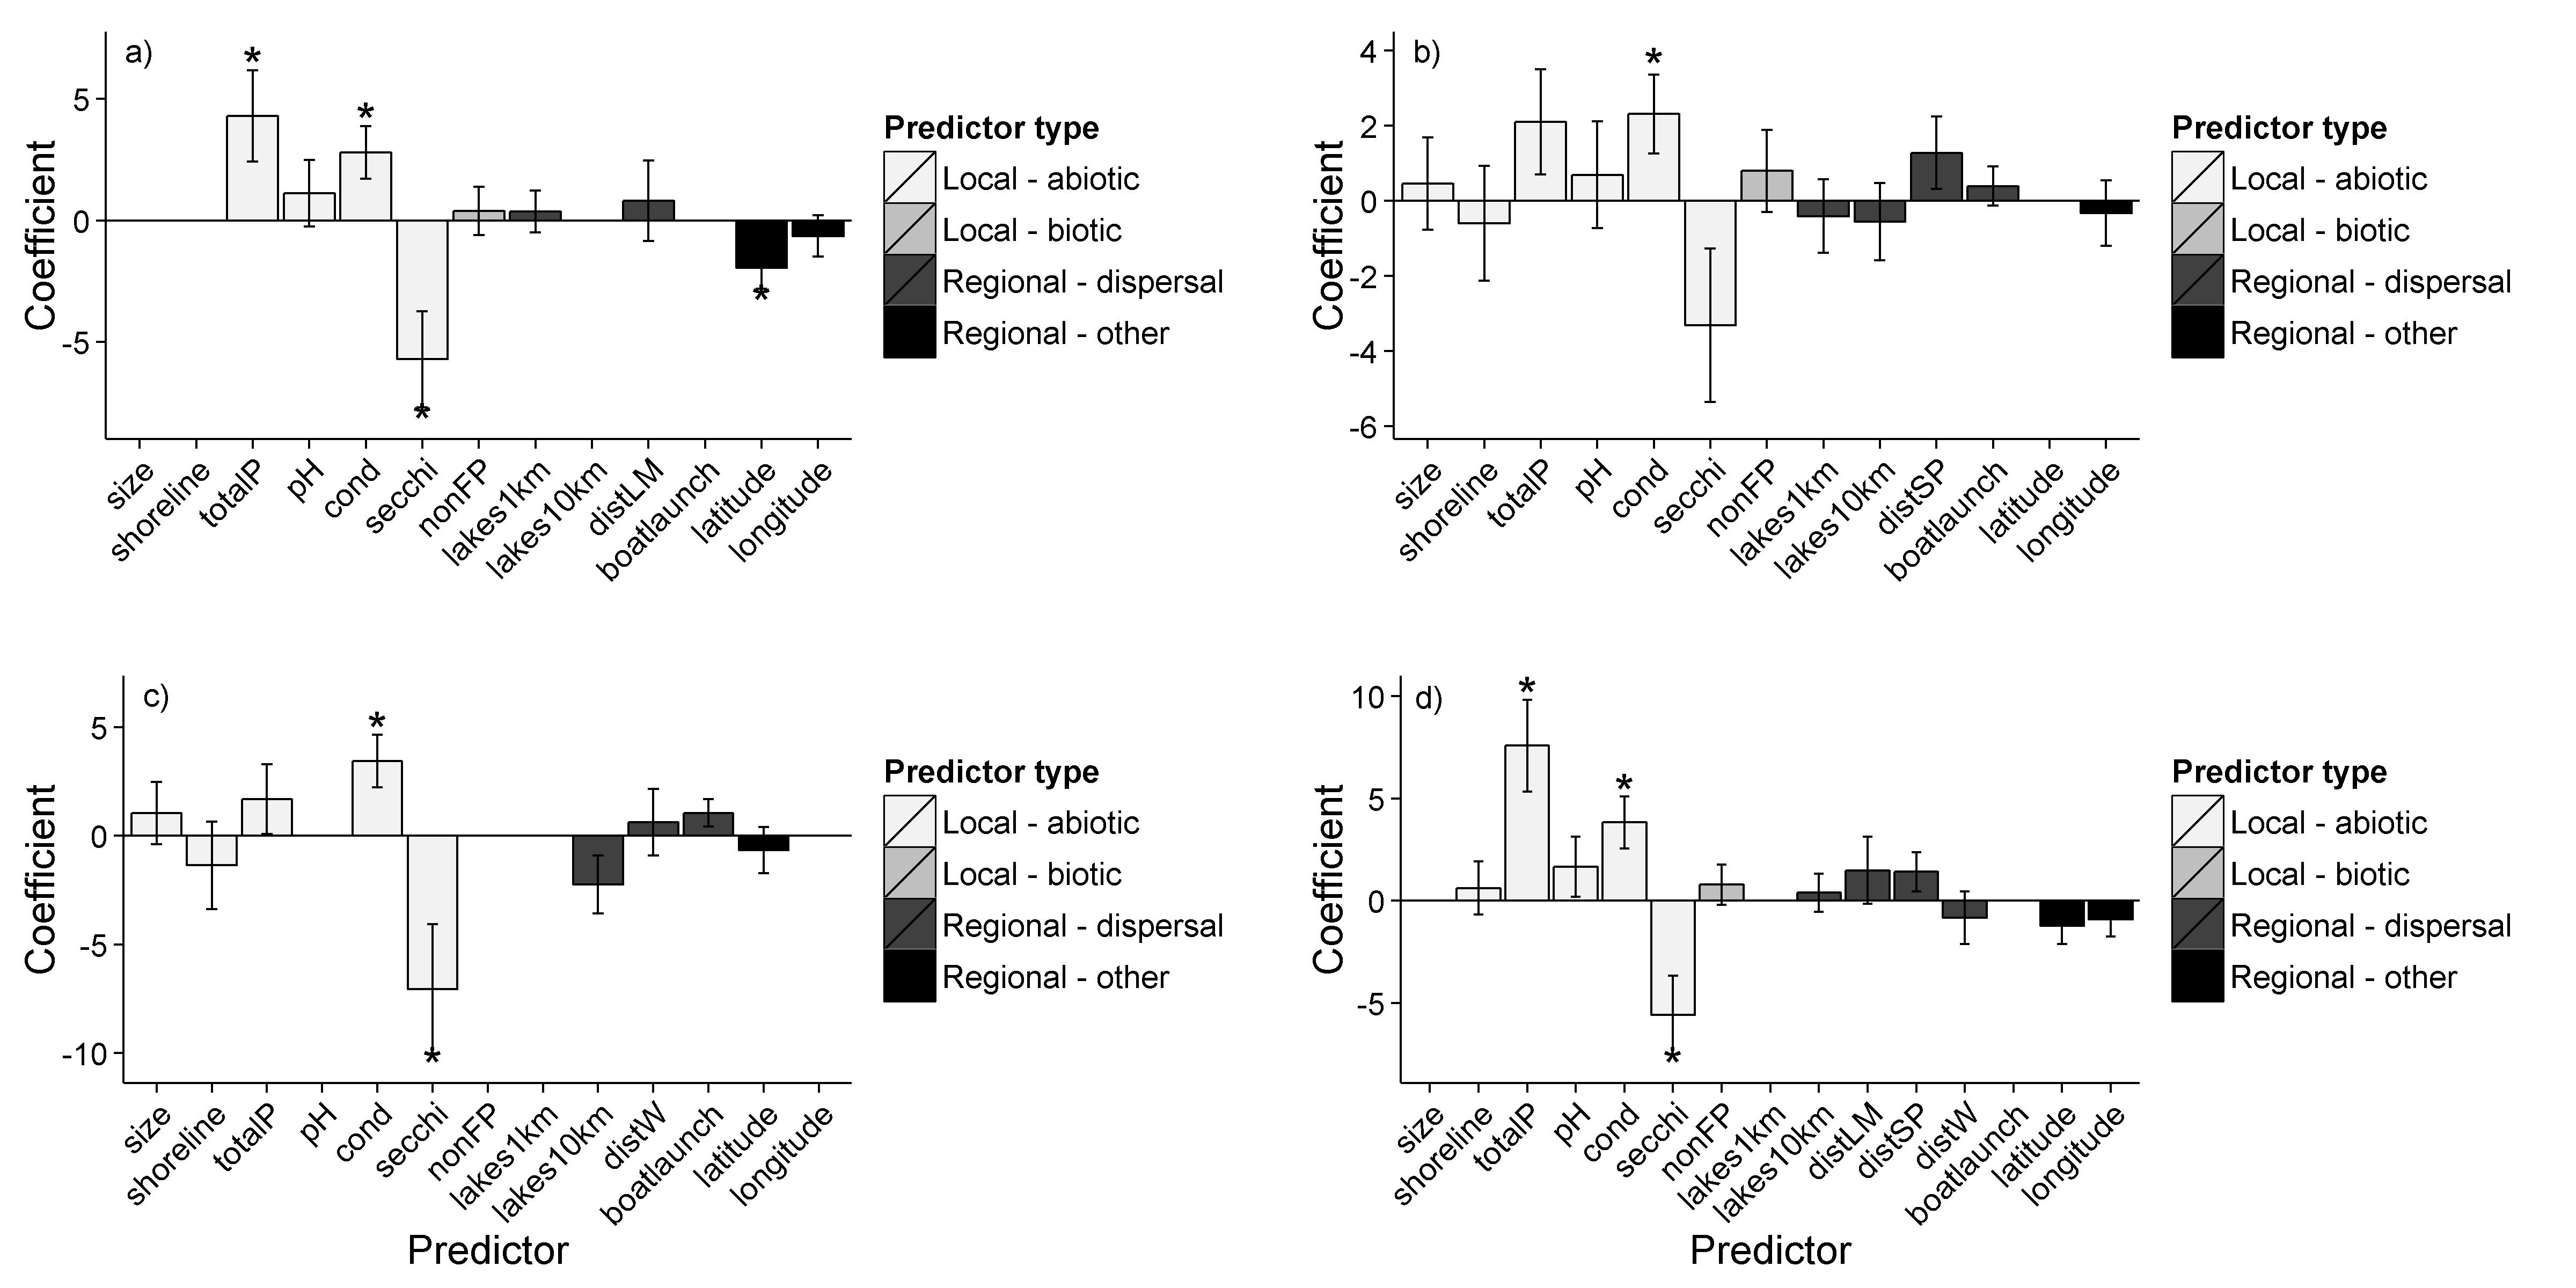 a)
*
*
*
*
5
0
-5
Coefficient
size
shoreline
totalP
pH
cond
secchi
nonFP
lakes1km
lakes10km
distLM
boatlaunch
latitude
longitude
Predictor type
Local - abiotic
Local - biotic
Regional - dispersal
Regional - other
b)
*
4
2
0
-2
-4
-6
Coefficient
size
shoreline
totalP
pH
cond
secchi
nonFP
lakes1km
lakes10km
distSP
boatlaunch
latitude
longitude
Predictor type
Local - abiotic
Local - biotic
Regional - dispersal
Regional - other
c)
*
*
5
0
-5
-10
Coefficient
size
shoreline
totalP
pH
cond
secchi
nonFP
lakes1km
lakes10km
distW
boatlaunch
latitude
longitude
Predictor
Predictor type
Local - abiotic
Local - biotic
Regional - dispersal
Regional - other
d)
*
*
*
10
5
0
-5
Coefficient
size
shoreline
totalP
pH
cond
secchi
nonFP
lakes1km
lakes10km
distLM
distSP
distW
boatlaunch
latitude
longitude
Predictor
Predictor type
Local - abiotic
Local - biotic
Regional - dispersal
Regional - other